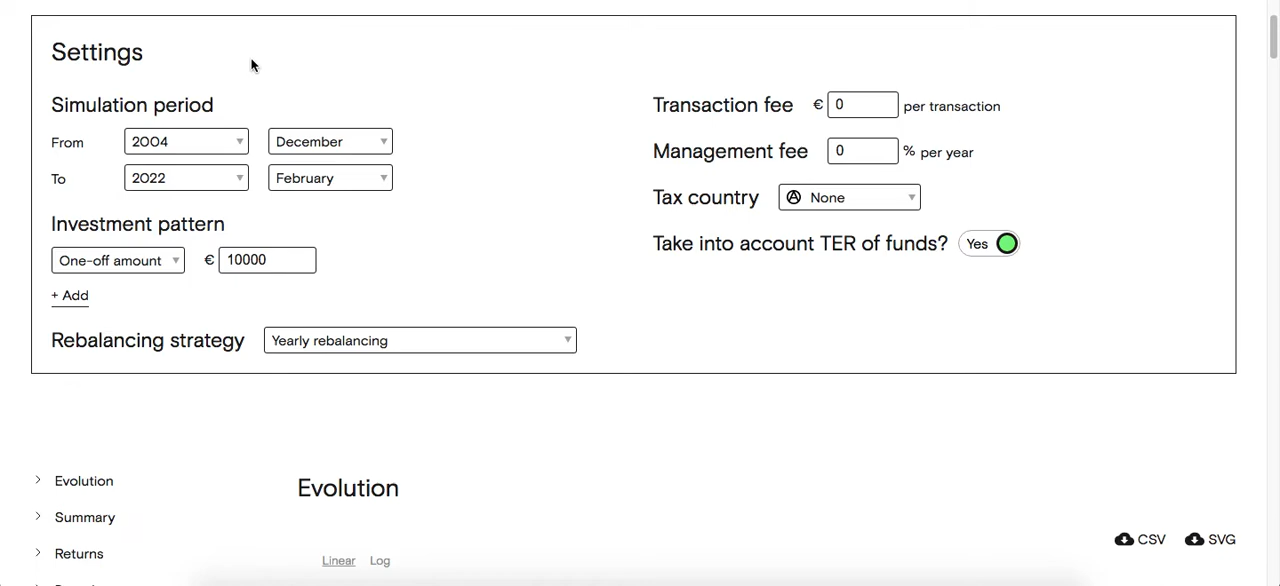 Settings
Simulation period
From 2004 December
To 2022 February
Investment pattern
One-off amount € 10000
+ Add
Rebalancing strategy Yearly rebalancing
Transaction fee € 0 per transaction
Management fee 0 % per year
Tax country None
Take into account TER of funds? Yes
Evolution
Summary
Returns
Evolution
CSV SVG
Linear Log